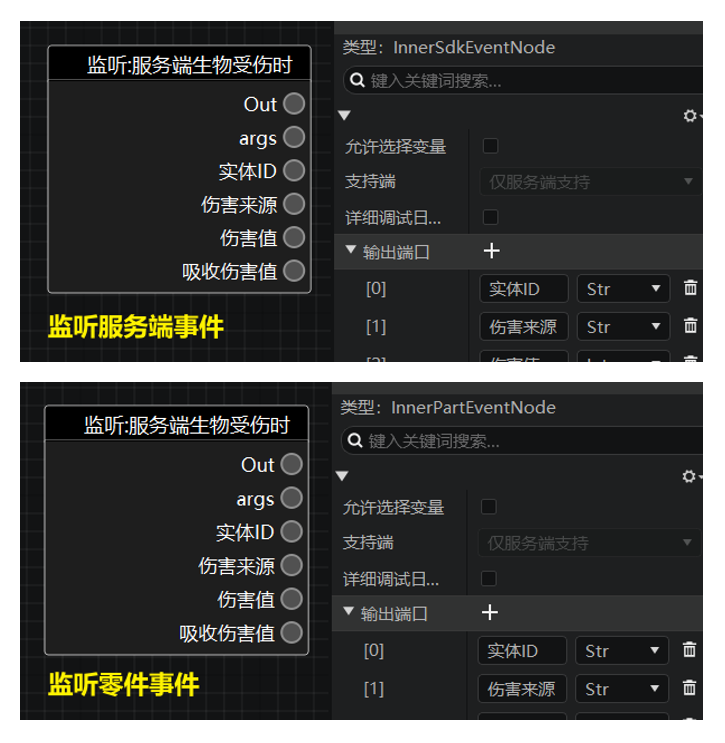 监听:服务端生物受伤时
Out
args
实体ID
伤害来源
伤害值
吸收伤害值
监听服务端事件
类型：InnerSdkEventNode
键入关键词搜索...
允许选择变量
支持端 仅服务端支持
详细调试日...
输出端口
[0] 实体ID Str
[1] 伤害来源 Str
监听:服务端生物受伤时
Out
args
实体ID
伤害来源
伤害值
吸收伤害值
监听零件事件
类型：InnerPartEventNode
键入关键词搜索...
允许选择变量
支持端 仅服务端支持
详细调试日...
输出端口
[0] 实体ID Str
[1] 伤害来源 Str